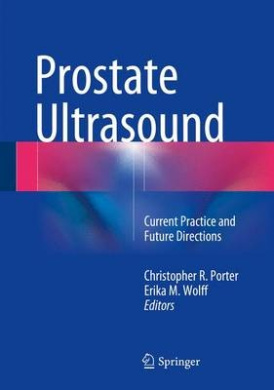 Prostate
Ultrasound
Current Practice and
Future Directions
Christopher R. Porter
Erika M. Wolff
Editors
Springer